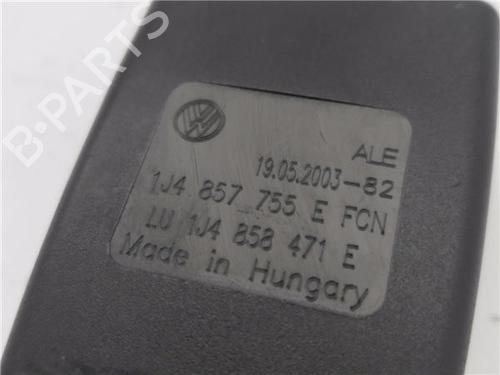 B-PARTS
ALE
19.05.2003-82
1J4 857 755 E FCN
LU 1J4 858 471 E
Made in Hungary